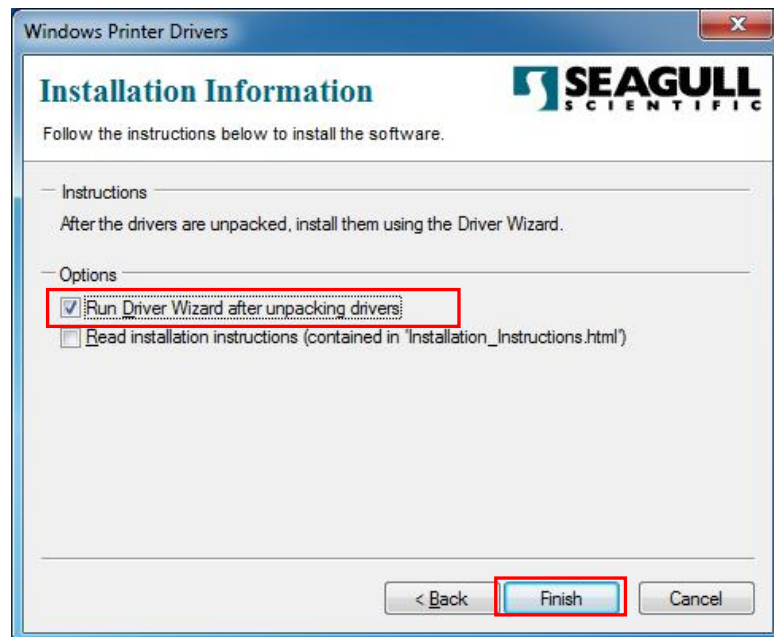 Windows Printer Drivers
Installation Information
SEAGULL
SCIENTIFIC
Follow the instructions below to install the software.
Instructions
After the drivers are unpacked, install them using the Driver Wizard.
Options
Run Driver Wizard after unpacking drivers
Read installation instructions (contained in 'Installation_Instructions.html')
< Back
Finish
Cancel